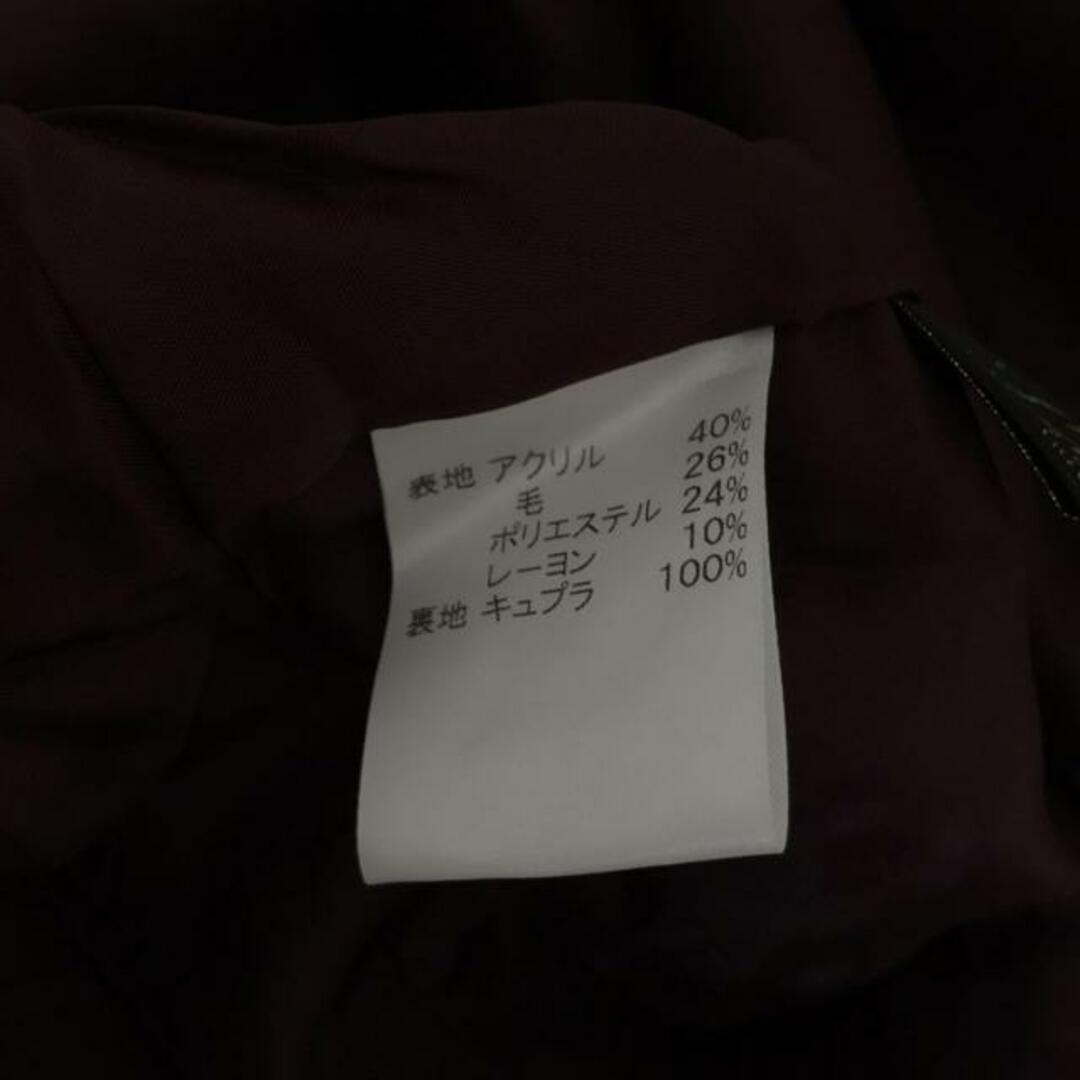 表地 アクリル 40%
毛 26%
ポリエステル 24%
レーヨン 10%
裏地 キュプラ 100%